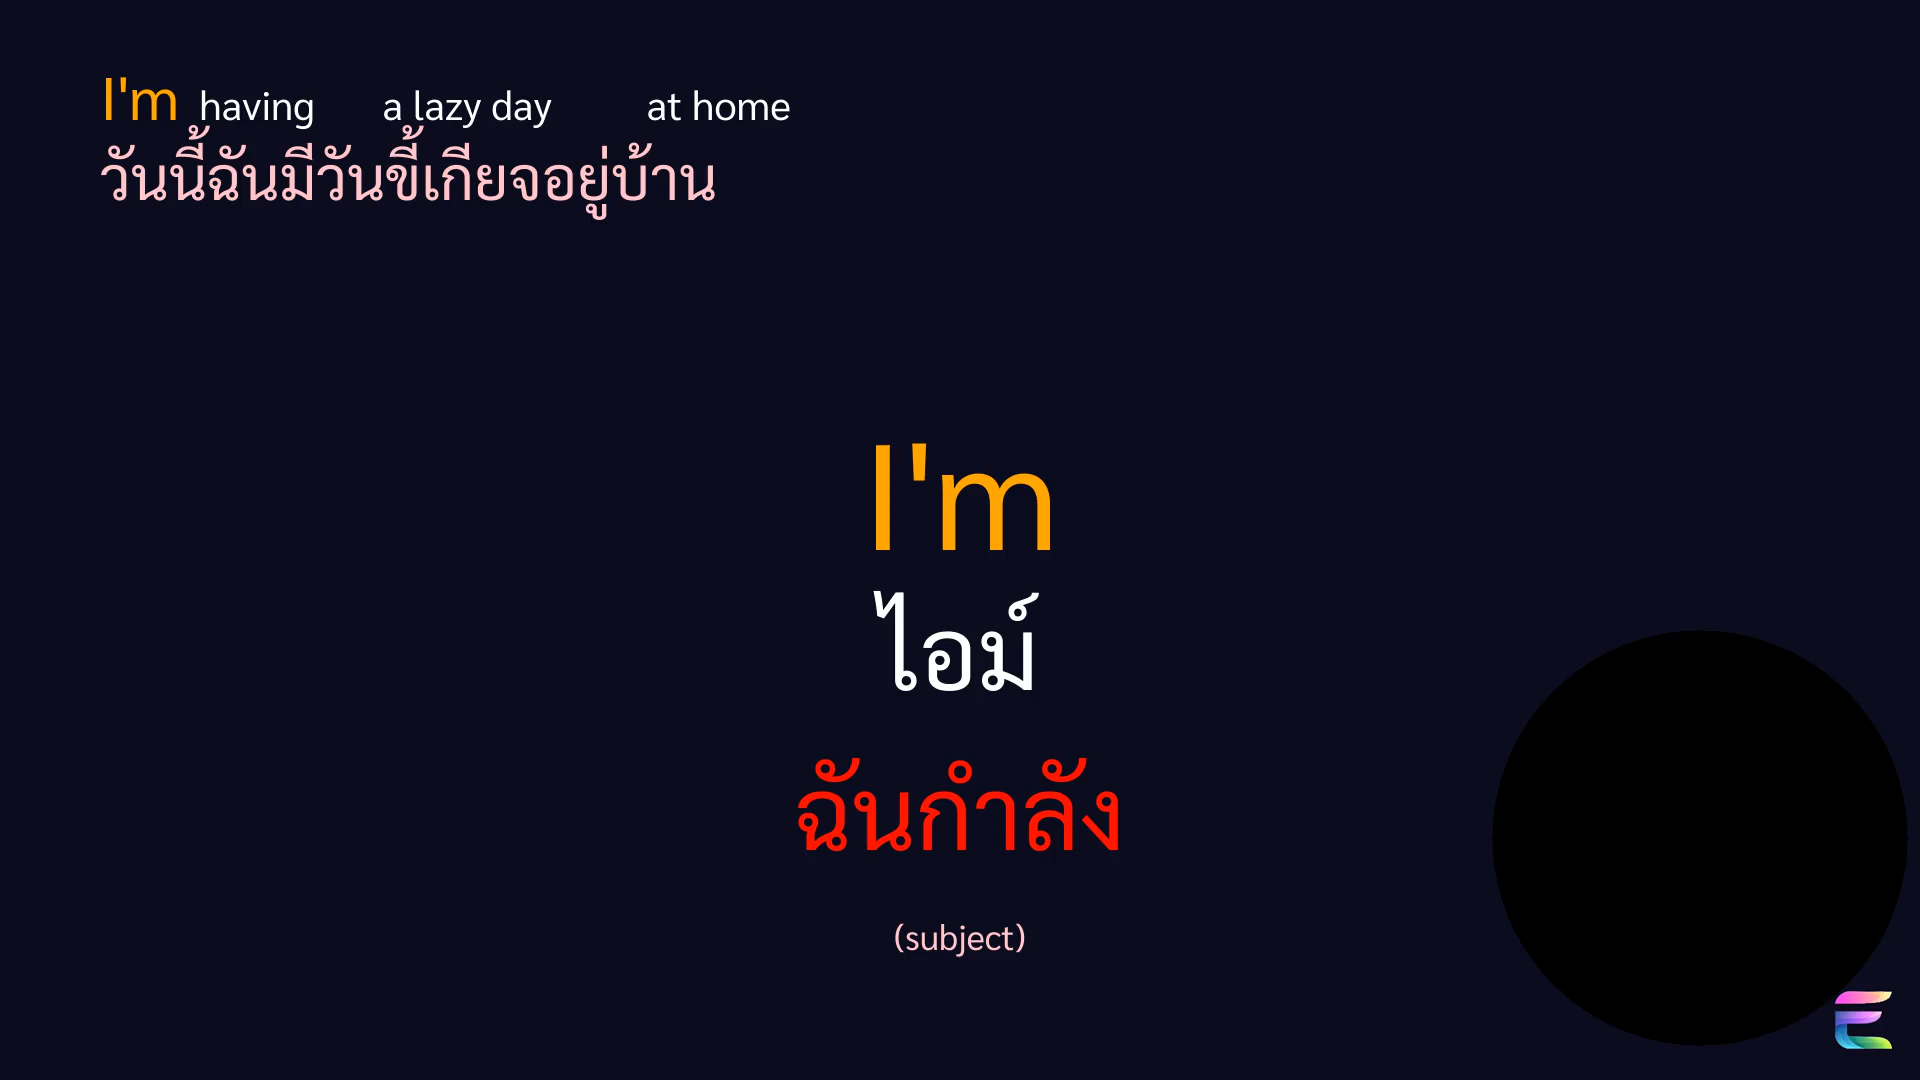 I'm having a lazy day at home
วันนี้ฉันมีวันขี้เกียจอยู่บ้าน
I'm
ไอม์
ฉันกำลัง
(subject)